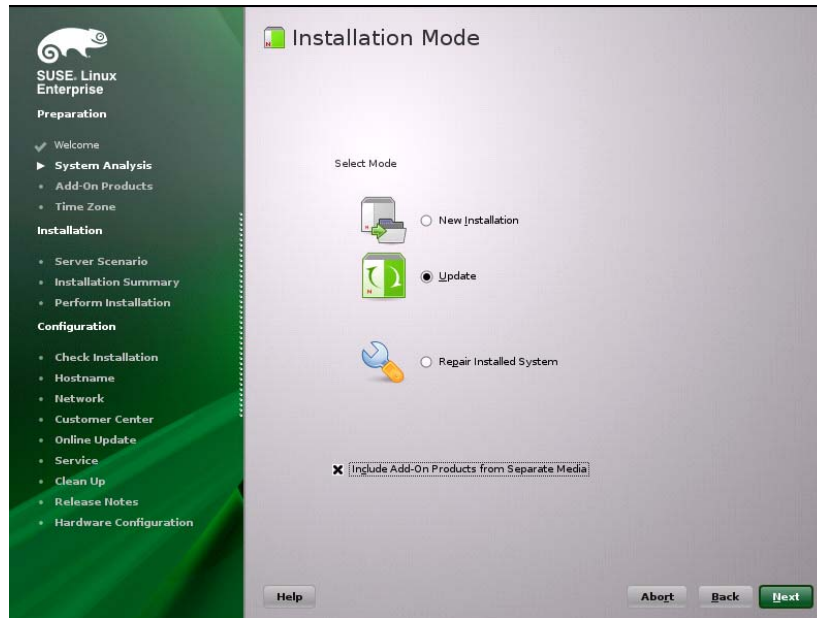 SUSE. Linux
Enterprise
Preparation
Welcome
System Analysis
Add-On Products
Time Zone
Installation
Server Scenario
Installation Summary
Perform Installation
Configuration
Check Installation
Hostname
Network
Customer Center
Online Update
Service
Clean Up
Release Notes
Hardware Configuration
Installation Mode
Select Mode
New Installation
Update
Repair Installed System
Include Add-On Products from Separate Media
Help
Abort
Back
Next